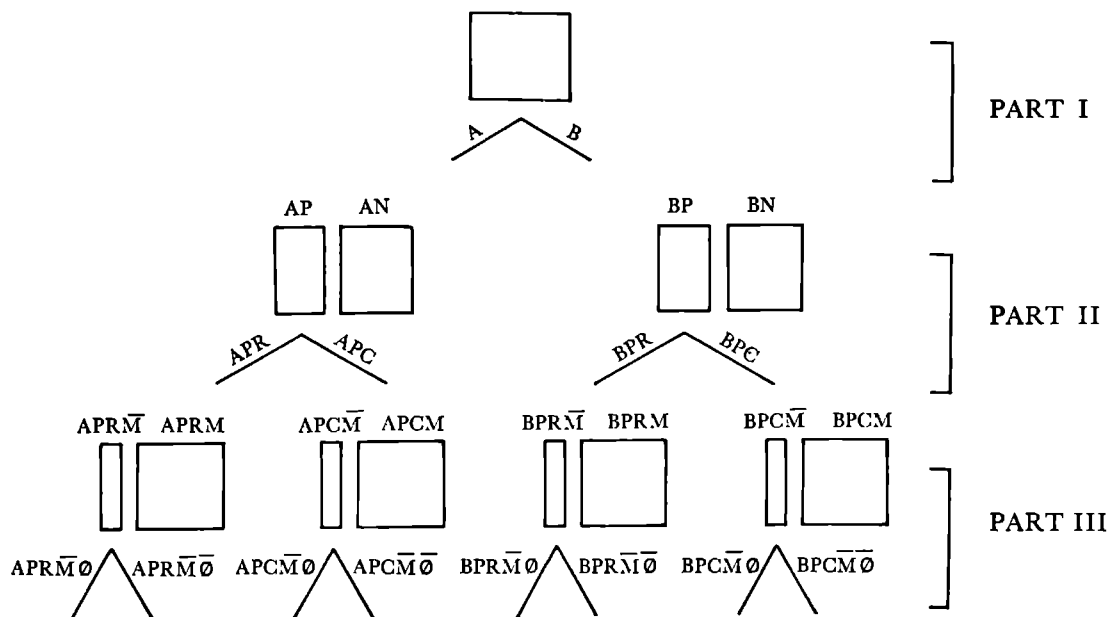 PART I
A B
AP AN BP BN
PART II
APR APC BPR BPC
APRM̅ APRM APCM̅ APCM BPRM̅ BPRM BPCM̅ BPCM
PART III
APRM̅Ø APRM̅Ø̅ APCM̅Ø APCM̅Ø̅ BPRM̅Ø BPRM̅Ø̅ BPCM̅Ø BPCM̅Ø̅